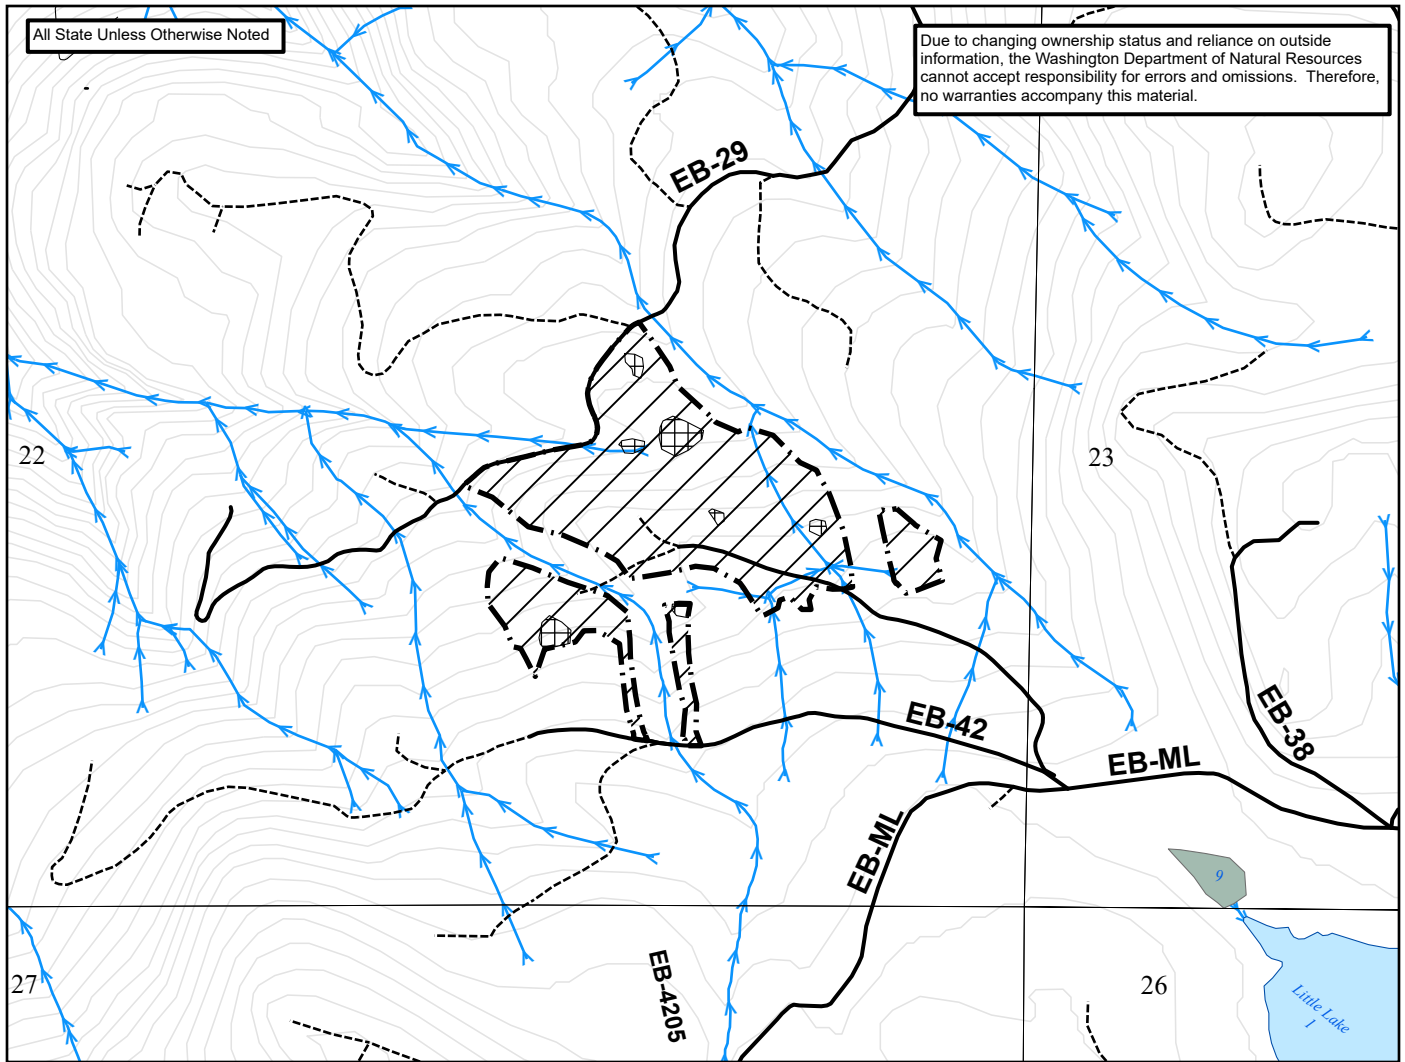 All State Unless Otherwise Noted
Due to changing ownership status and reliance on outside
information, the Washington Department of Natural Resources
cannot accept responsibility for errors and omissions. Therefore,
no warranties accompany this material.
EB-29
22
23
EB-42
EB-38
EB-ML
EB-ML
9
27
EB-4205
26
Little Lake
1